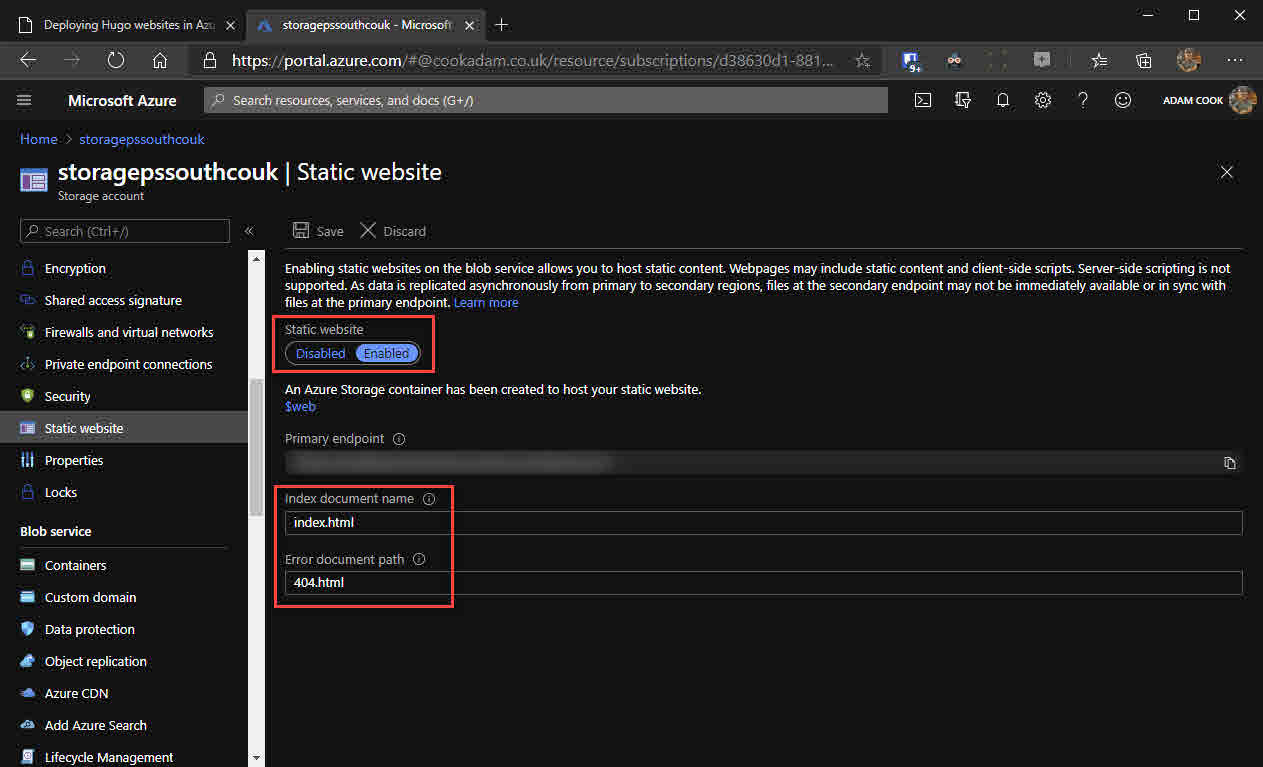 Deploying Hugo websites in Azu
storagepssouthcouk - Microsoft
https://portal.azure.com/#@cookadam.co.uk/resource/subscriptions/d38630d1-881...
9+
Microsoft Azure
Search resources, services, and docs (G+/)
ADAM COOK
Home > storagepssouthcouk
storagepssouthcouk | Static website
Storage account
Search (Ctrl+/)
«
Encryption
Shared access signature
Firewalls and virtual networks
Private endpoint connections
Security
Static website
Properties
Locks
Blob service
Containers
Custom domain
Data protection
Object replication
Azure CDN
Add Azure Search
Lifecycle Management
Save Discard
Enabling static websites on the blob service allows you to host static content. Webpages may include static content and client-side scripts. Server-side scripting is not
supported. As data is replicated asynchronously from primary to secondary regions, files at the secondary endpoint may not be immediately available or in sync with
files at the primary endpoint. Learn more
Static website
Disabled Enabled
An Azure Storage container has been created to host your static website.
$web
Primary endpoint
Index document name
index.html
Error document path
404.html